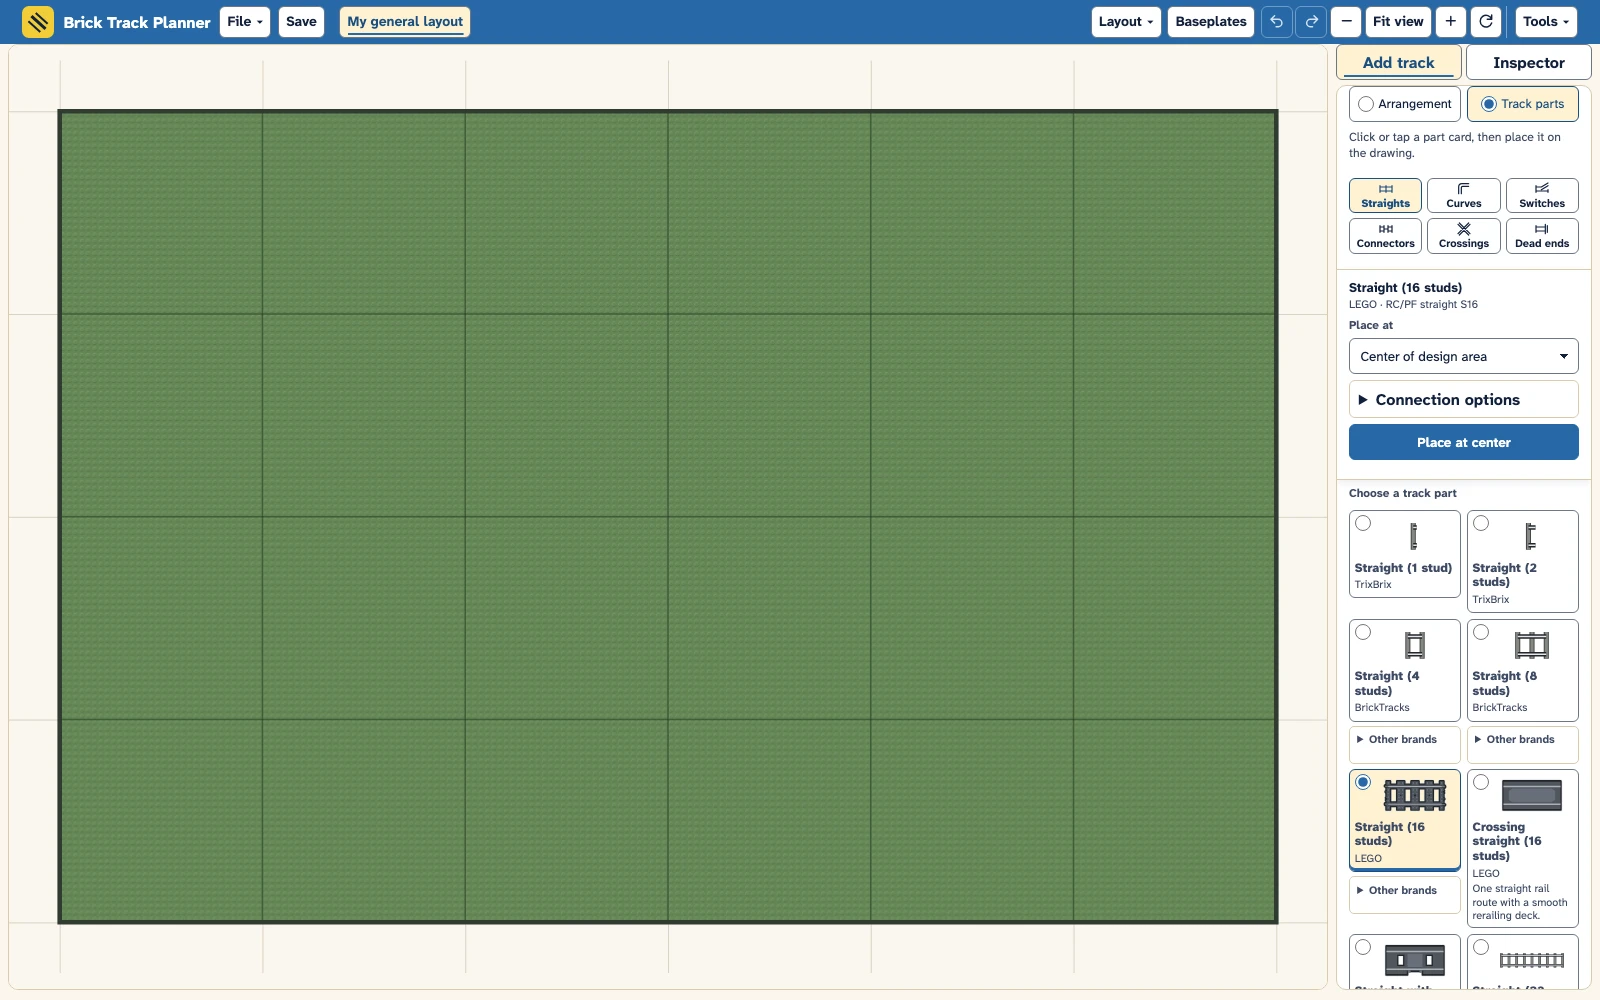 Brick Track Planner
File
Save
My general layout
Layout
Baseplates
Fit view
Tools
Add track
Inspector
Arrangement
Track parts
Click or tap a part card, then place it on
the drawing.
Straights
Curves
Switches
Connectors
Crossings
Dead ends
Straight (16 studs)
LEGO · RC/PF straight S16
Place at
Center of design area
Connection options
Place at center
Choose a track part
Straight (1 stud)
TrixBrix
Straight (2
studs)
TrixBrix
Straight (4
studs)
BrickTracks
Straight (8
studs)
BrickTracks
Other brands
Other brands
Straight (16
studs)
LEGO
Other brands
Crossing
straight (16
studs)
LEGO
One straight rail
route with a smooth
rerailing deck.